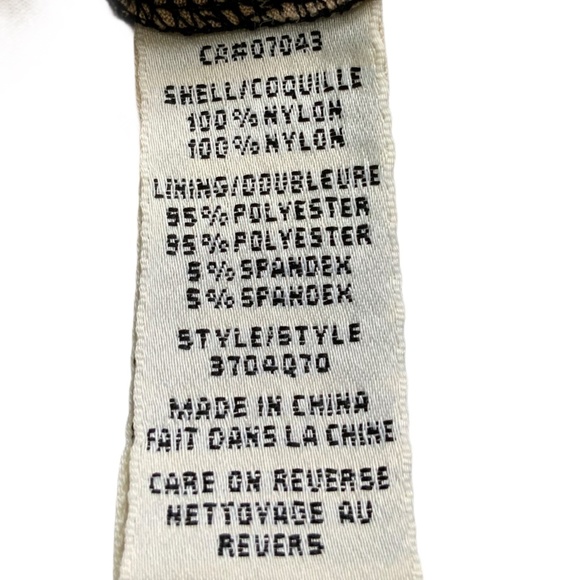 CA#07043
SHELL/COQUILLE
100%NYLON
100%NYLON
LINING/DOUBLEURE
95%POLYESTER
95%POLYESTER
5%SPANDEX
5%SPANDEX
STYLE/STYLE
3704Q70
MADE IN CHINA
FAIT DANS LA CHINE
CARE ON REVERSE
NETTOYAGE AU
REVERS